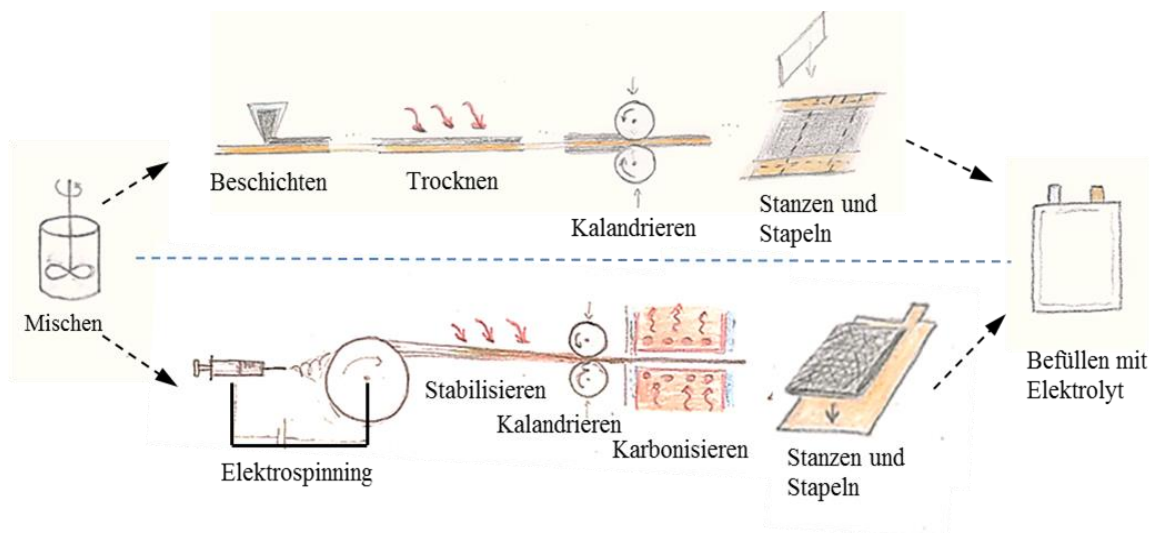 Beschichten
Trocknen
Kalandrieren
Stanzen und
Stapeln
Mischen
Befüllen mit
Elektrolyt
Stabilisieren
Kalandrieren
Karbonisieren
Elektrospinning
Stanzen und
Stapeln